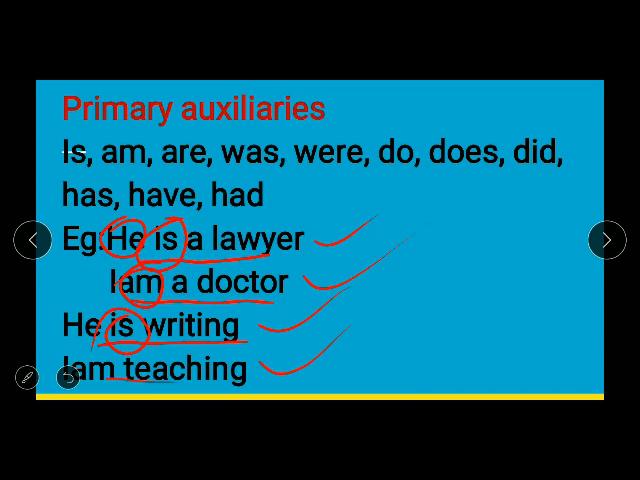 Primary auxiliaries
Is, am, are, was, were, do, does, did,
has, have, had
Eg:He is a lawyer
Iam a doctor
He is writing
Iam teaching